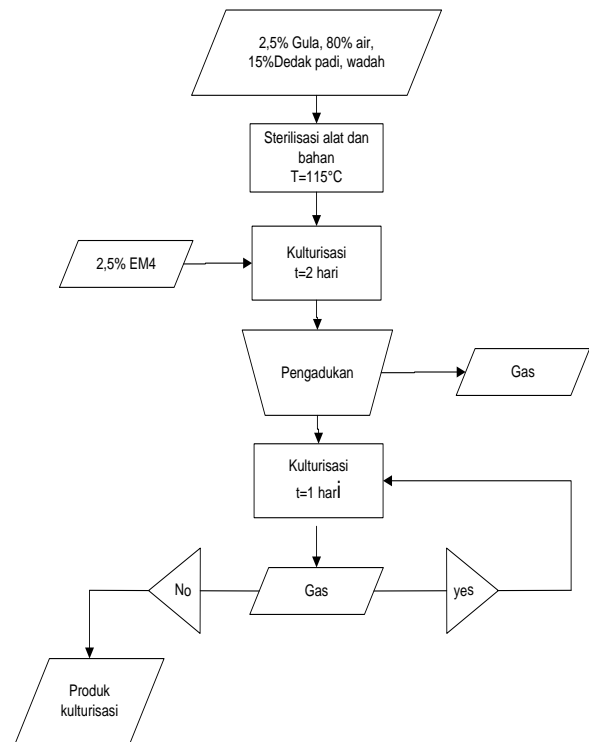 2,5% Gula, 80% air,
15%Dedak padi, wadah
Sterilisasi alat dan
bahan
T=115°C
2,5% EM4
Kulturisasi
t=2 hari
Pengadukan
Gas
Kulturisasi
t=1 hari
No
Gas
yes
Produk
kulturisasi